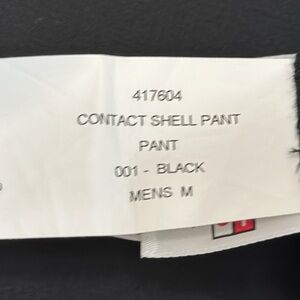 417604
CONTACT SHELL PANT
PANT
001 - BLACK
MENS M